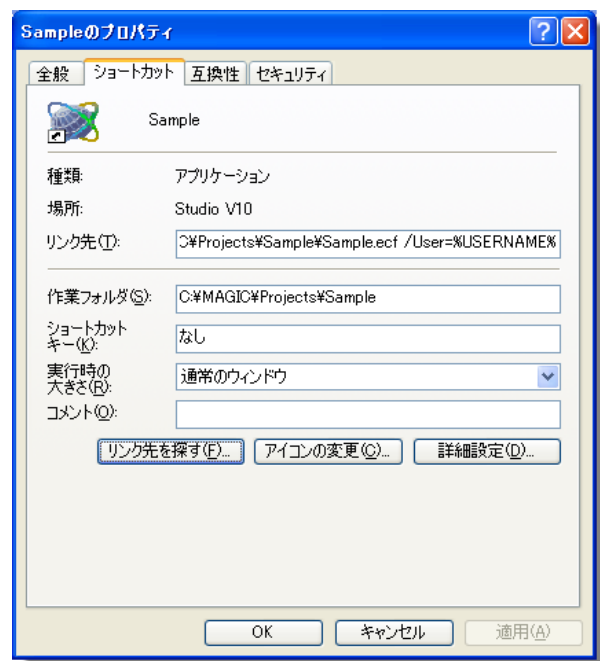 Sampleのプロパティ
全般 ショートカット 互換性 セキュリティ
Sample
種類: アプリケーション
場所: Studio V10
リンク先(T): C¥Projects¥Sample¥Sample.ecf /User=%USERNAME%
作業フォルダ(S): C:¥MAGIC¥Projects¥Sample
ショートカット
キー(K): なし
実行時の
大きさ(R): 通常のウィンドウ
コメント(O):
リンク先を探す(F)... アイコンの変更(C)... 詳細設定(D)...
OK キャンセル 適用(A)